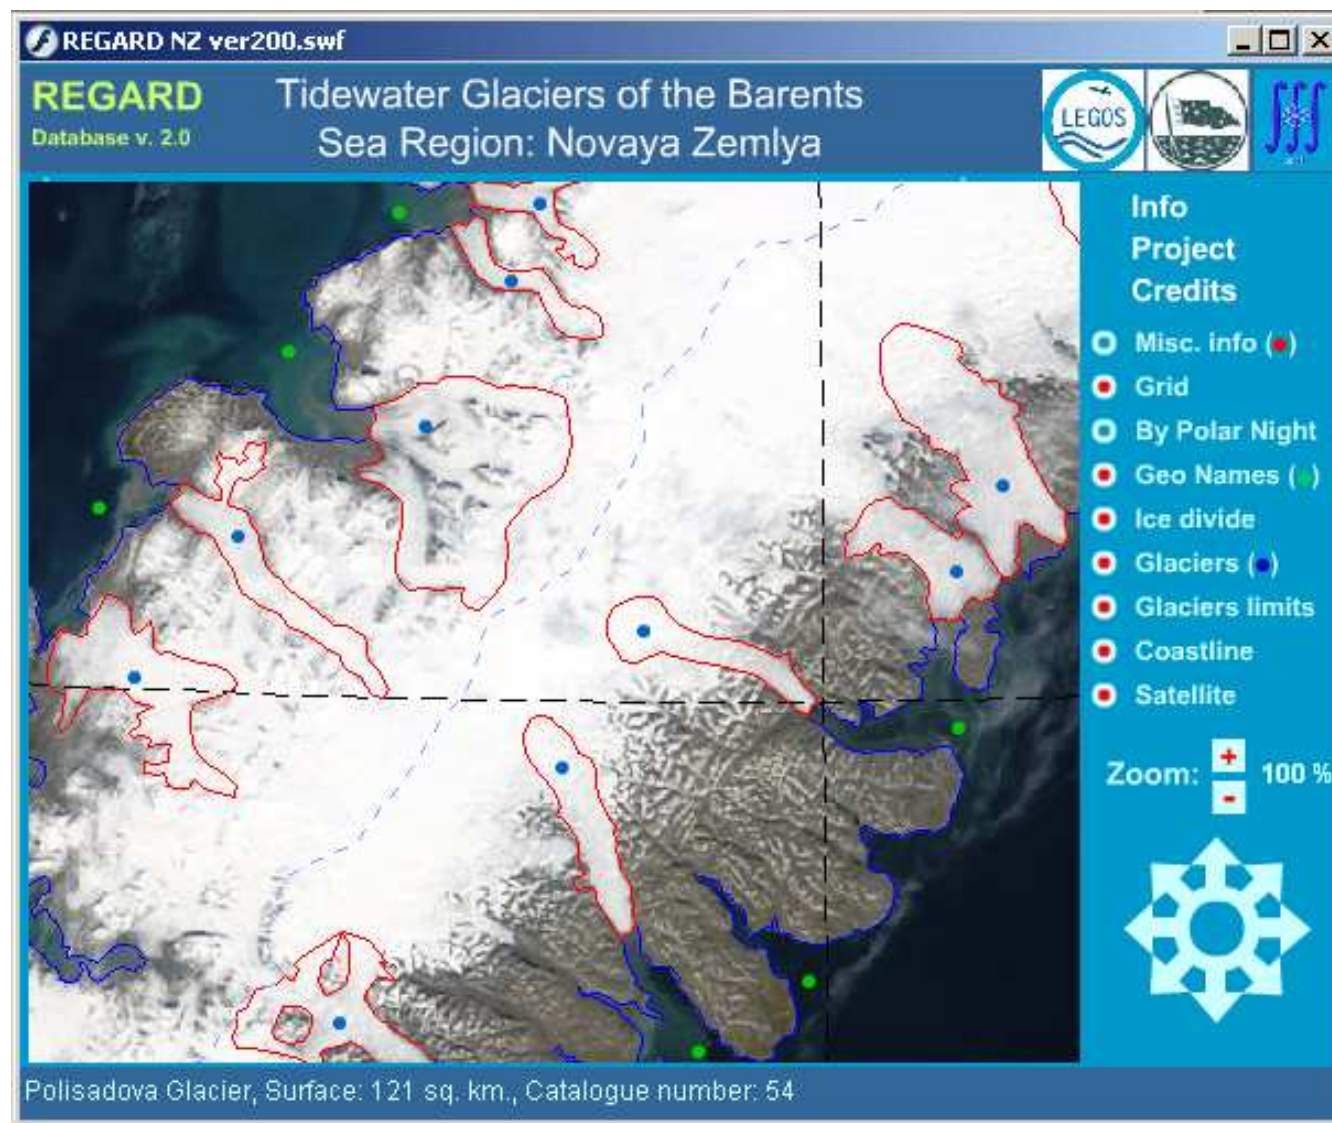 REGARD NZ ver200.swf
REGARD
Database v. 2.0
Tidewater Glaciers of the Barents
Sea Region: Novaya Zemlya
LEGOS
Info
Project
Credits
Misc. info (●)
Grid
By Polar Night
Geo Names (●)
Ice divide
Glaciers (●)
Glaciers limits
Coastline
Satellite
Zoom: + 100 %
-
Polisadova Glacier, Surface: 121 sq. km., Catalogue number: 54